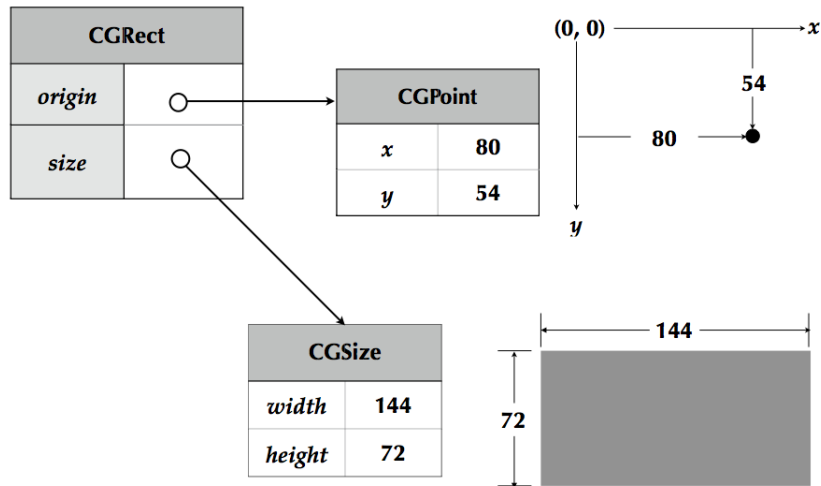 CGRect
origin
size
CGPoint
x 80
y 54
(0, 0) x
54
80
y
CGSize
width 144
height 72
144
72